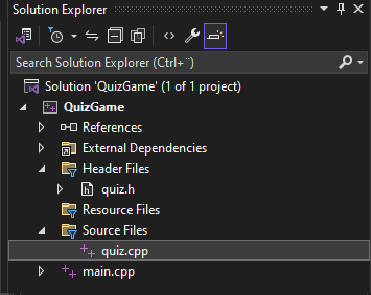 Solution Explorer
Search Solution Explorer (Ctrl+¨)
Solution 'QuizGame' (1 of 1 project)
QuizGame
References
External Dependencies
Header Files
quiz.h
Resource Files
Source Files
quiz.cpp
main.cpp